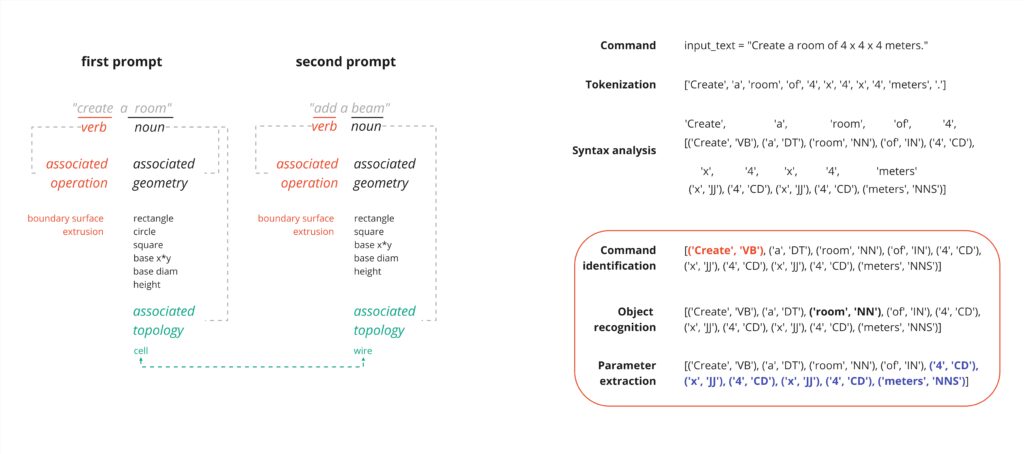 first prompt
"create a room"
verb noun
associated operation
associated geometry
boundary surface extrusion
rectangle
circle
square
base x*y
base diam
height
associated topology
cell
second prompt
"add a beam"
verb noun
associated operation
associated geometry
boundary surface extrusion
rectangle
square
base x*y
base diam
height
associated topology
wire
Command input_text = "Create a room of 4 x 4 x 4 meters."
Tokenization ['Create', 'a', 'room', 'of', '4', 'x', '4', 'x', '4', 'meters', '.']
'Create', 'a', 'room', 'of', '4',
Syntax analysis [('Create', 'VB'), ('a', 'DT'), ('room', 'NN'), ('of', 'IN'), ('4', 'CD'),
'x', '4', 'x', '4', 'meters'
('x', 'JJ'), ('4', 'CD'), ('x', 'JJ'), ('4', 'CD'), ('meters', 'NNS')]
Command identification
[('Create', 'VB'), ('a', 'DT'), ('room', 'NN'), ('of', 'IN'), ('4', 'CD'),
('x', 'JJ'), ('4', 'CD'), ('x', 'JJ'), ('4', 'CD'), ('meters', 'NNS')]
Object recognition
[('Create', 'VB'), ('a', 'DT'), ('room', 'NN'), ('of', 'IN'), ('4', 'CD'),
('x', 'JJ'), ('4', 'CD'), ('x', 'JJ'), ('4', 'CD'), ('meters', 'NNS')]
Parameter extraction
[('Create', 'VB'), ('a', 'DT'), ('room', 'NN'), ('of', 'IN'), ('4', 'CD'),
('x', 'JJ'), ('4', 'CD'), ('x', 'JJ'), ('4', 'CD'), ('meters', 'NNS')]